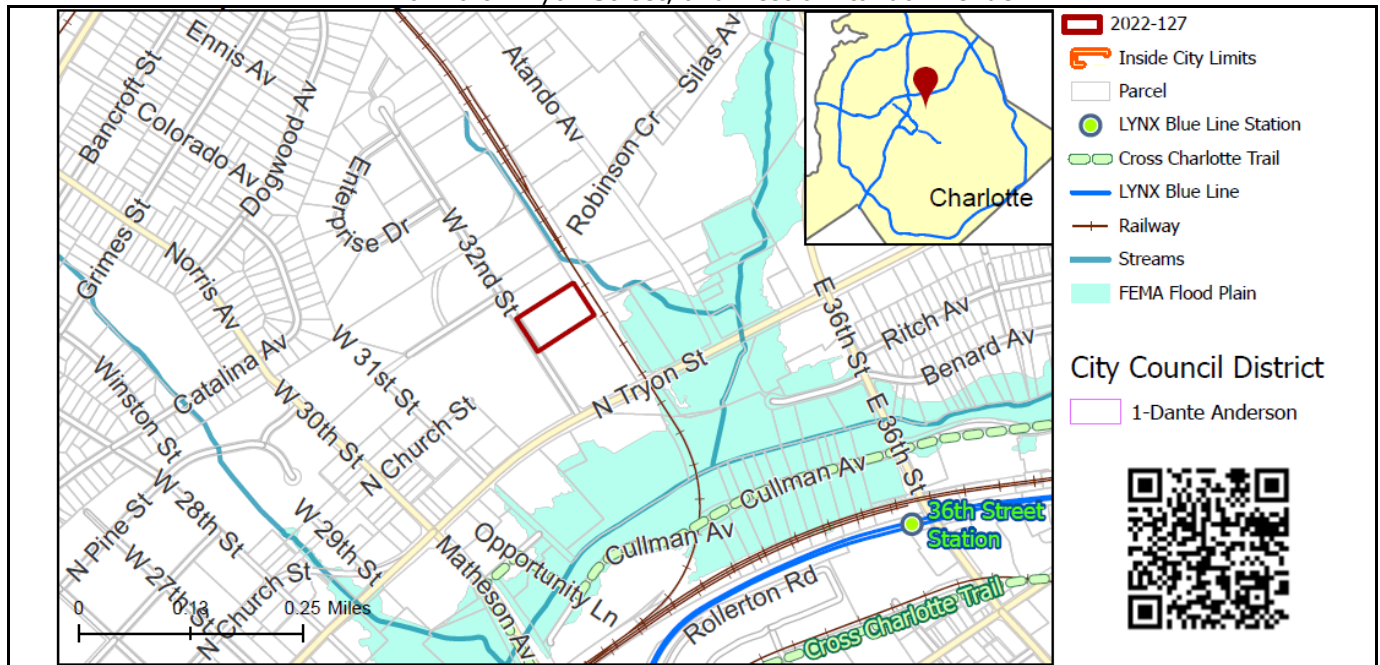 Ennis Av
Bancroft St
Colorado Av
Dogwood Av
Grimes St
Enterprise Dr
Atando Av
Silas Av
Robinson Cr
W 32nd St
Norris Av
Catalina Av
W 31st St
W 30th St
Winston St
N Church St
N Tryon St
E 36th St
Ritch Av
Benard Av
E 36th St
W 28th St
N Pine St
W 27th St
W 29th St
N Church St
Matheson Av
Opportunity Ln
Cullman Av
Cullman Av
36th Street
Station
Rollerton Rd
Cross Charlotte Trail
0 0.13 0.25 Miles
Charlotte
2022-127
Inside City Limits
Parcel
LYNX Blue Line Station
Cross Charlotte Trail
LYNX Blue Line
Railway
Streams
FEMA Flood Plain
City Council District
1-Dante Anderson